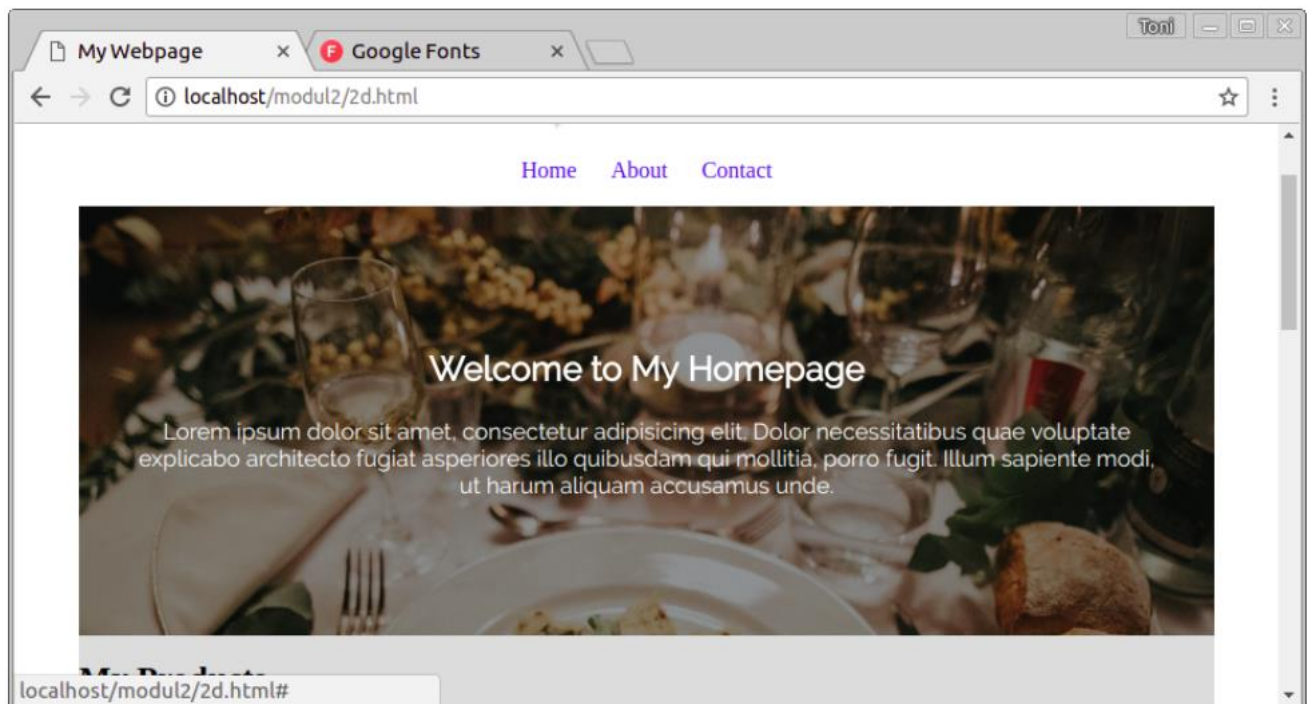 Toni
My Webpage
Google Fonts
localhost/modul2/2d.html
Home About Contact
Welcome to My Homepage
Lorem ipsum dolor sit amet, consectetur adipisicing elit. Dolor necessitatibus quae voluptate
explicabo architecto fugiat asperiores illo quibusdam qui mollitia, porro fugit. Illum sapiente modi,
ut harum aliquam accusamus unde.
My Products
localhost/modul2/2d.html#